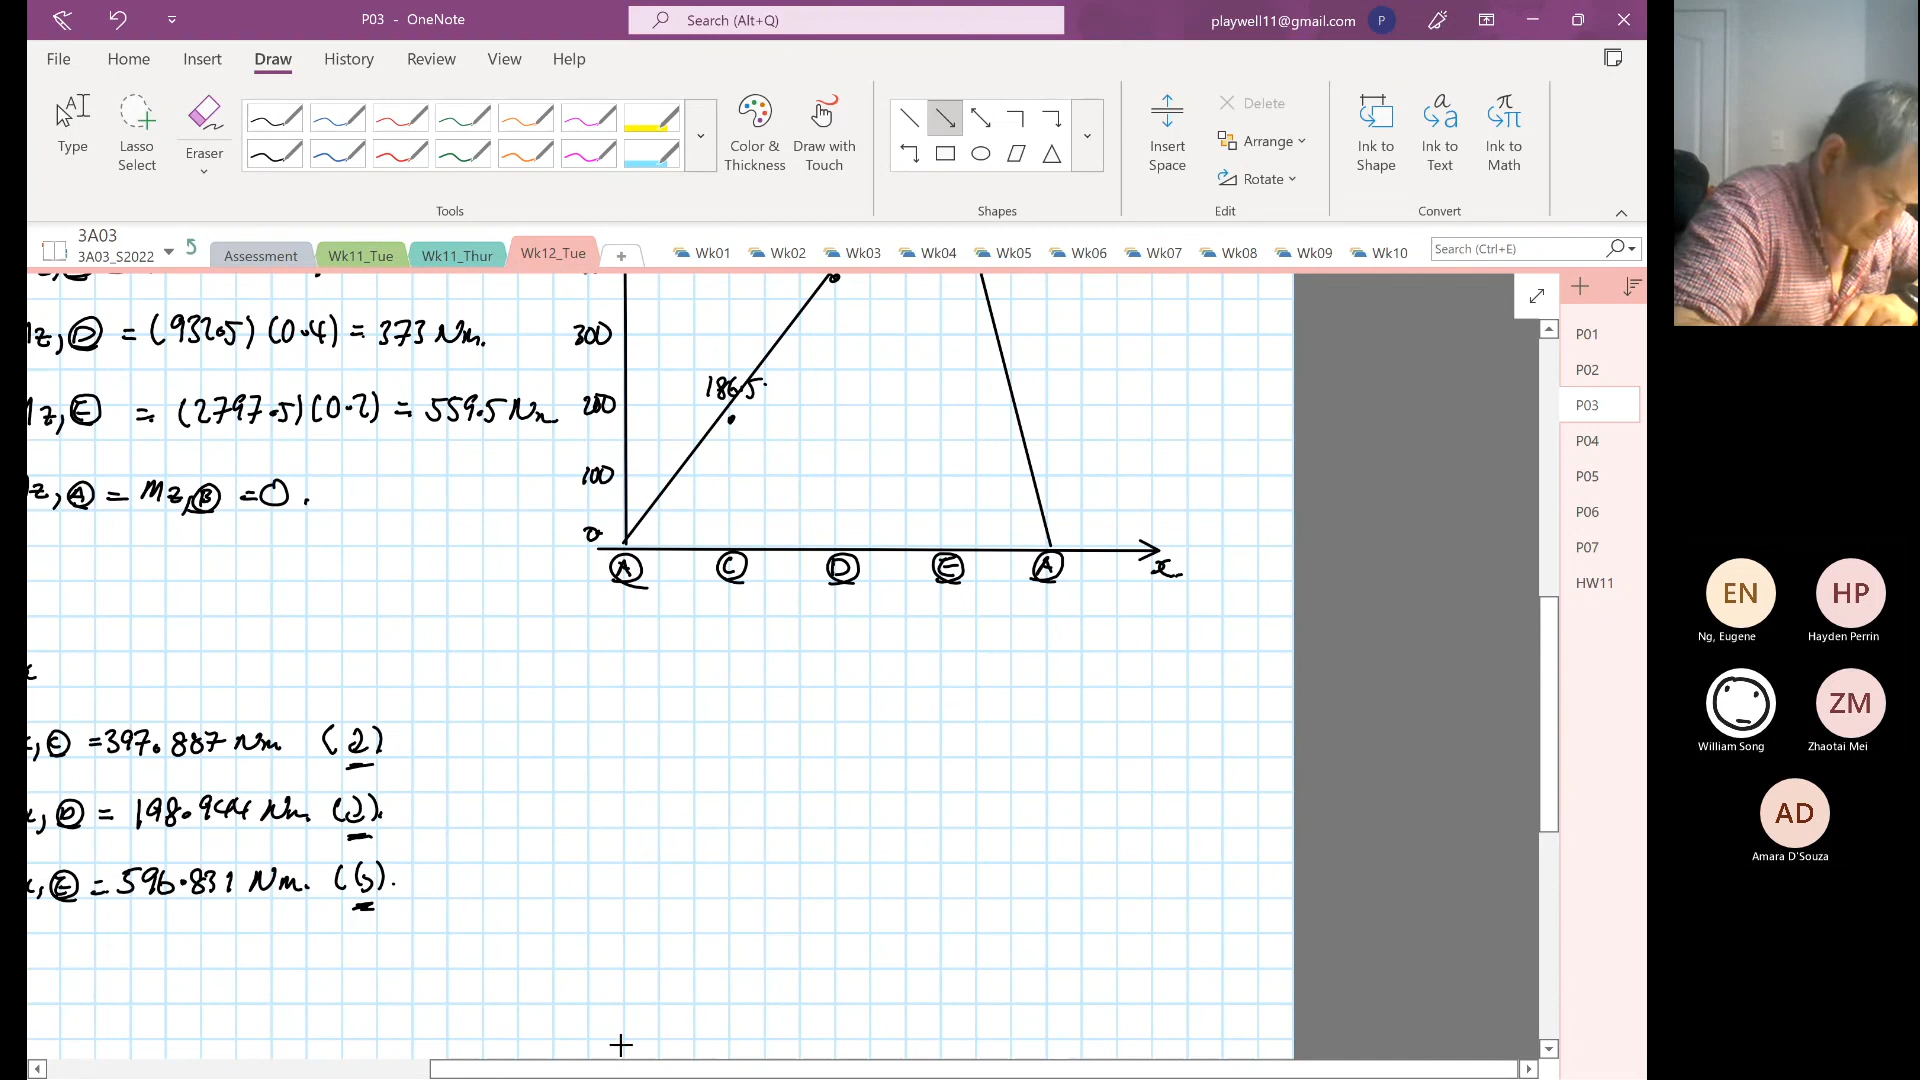 P03 - OneNote
Search (Alt+Q)
playwell11@gmail.com
P
File Home Insert Draw History Review View Help
Type
Lasso Select
Eraser
Color & Thickness
Draw with Touch
Insert Space
Delete
Arrange
Rotate
Ink to Shape
Ink to Text
Ink to Math
Tools
Shapes
Edit
Convert
3A03
3A03_S2022
Assessment
Wk11_Tue
Wk11_Thur
Wk12_Tue
Wk01
Wk02
Wk03
Wk04
Wk05
Wk06
Wk07
Wk08
Wk09
Wk10
Search (Ctrl+E)
P01
P02
P03
P04
P05
P06
P07
HW11
Mz, D = (932.5) (0.4) = 373 Nm.
Mz, E = (2797.5) (0.2) = 559.5 Nm
z, A = Mz, B = 0.
300
200
100
0
186.5
A C D E A x
= 397.887 Nm (2)
, D = 198.944 Nm (2).
, E = 596.831 Nm.
EN
Ng, Eugene
HP
Hayden Perrin
William Song
ZM
Zhaotai Mei
AD
Amara D'Souza